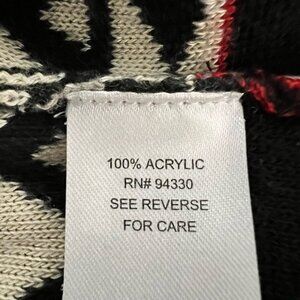 100% ACRYLIC
RN# 94330
SEE REVERSE
FOR CARE